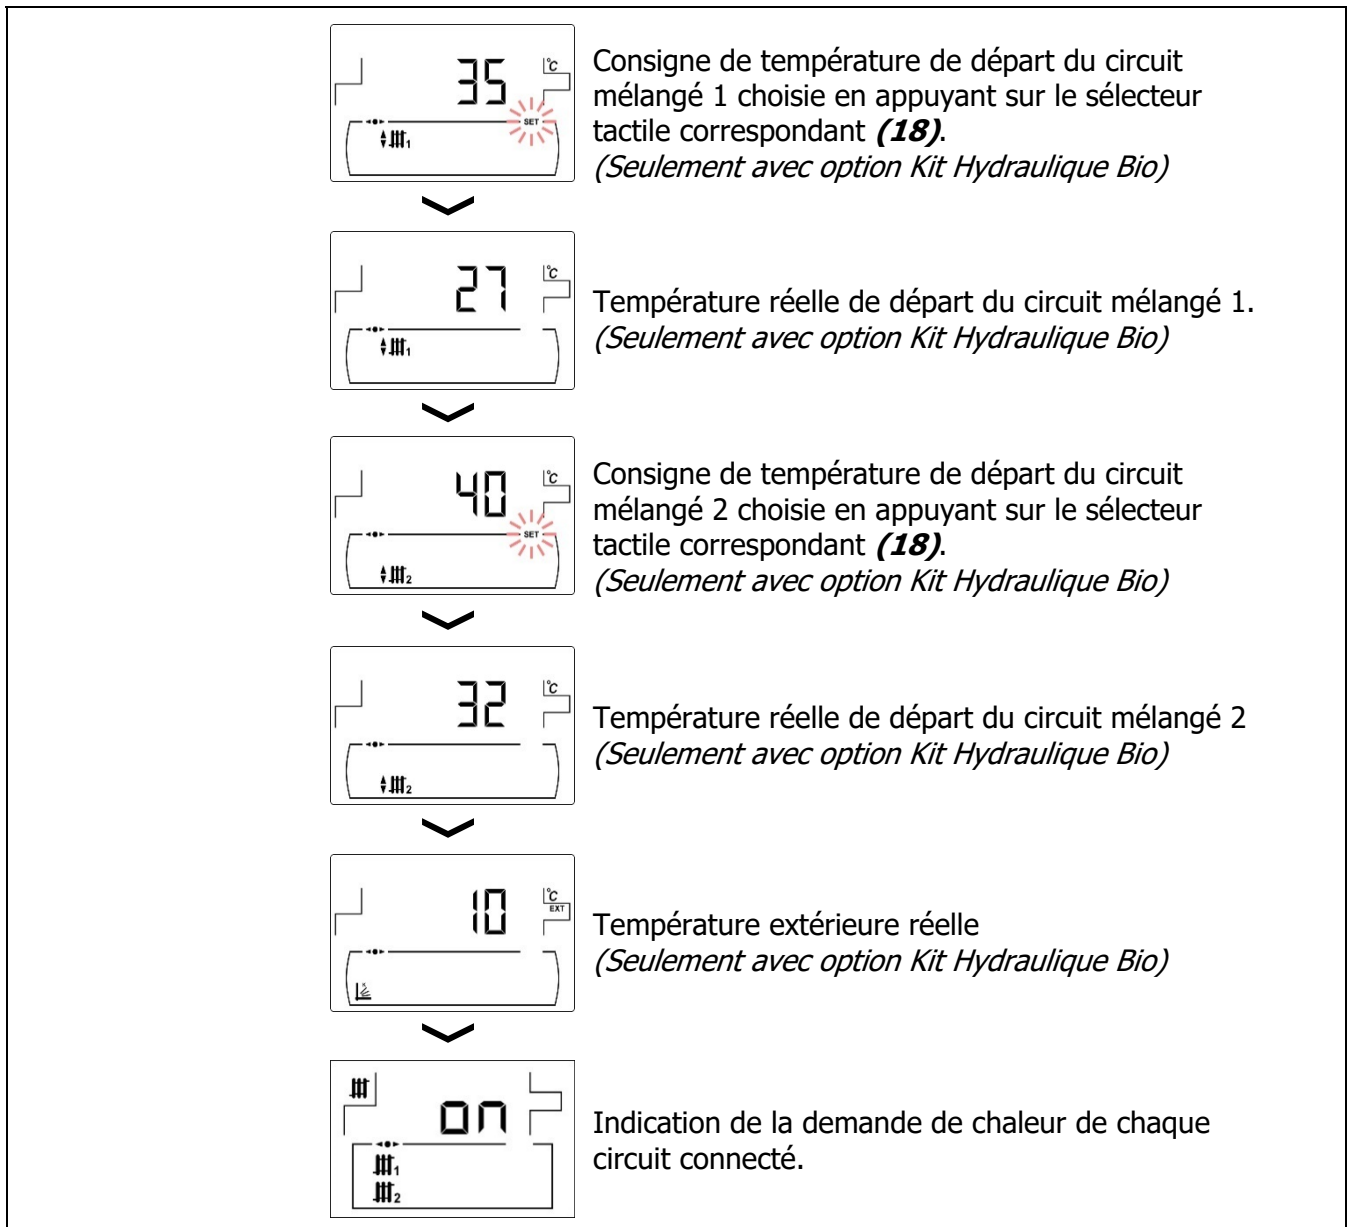 35
°C
SET
1
Consigne de température de départ du circuit
mélangé 1 choisie en appuyant sur le sélecteur
tactile correspondant (18).
(Seulement avec option Kit Hydraulique Bio)
27
°C
1
Température réelle de départ du circuit mélangé 1.
(Seulement avec option Kit Hydraulique Bio)
40
°C
SET
2
Consigne de température de départ du circuit
mélangé 2 choisie en appuyant sur le sélecteur
tactile correspondant (18).
(Seulement avec option Kit Hydraulique Bio)
32
°C
2
Température réelle de départ du circuit mélangé 2
(Seulement avec option Kit Hydraulique Bio)
10
°C
EXT
Température extérieure réelle
(Seulement avec option Kit Hydraulique Bio)
on
1
2
Indication de la demande de chaleur de chaque
circuit connecté.